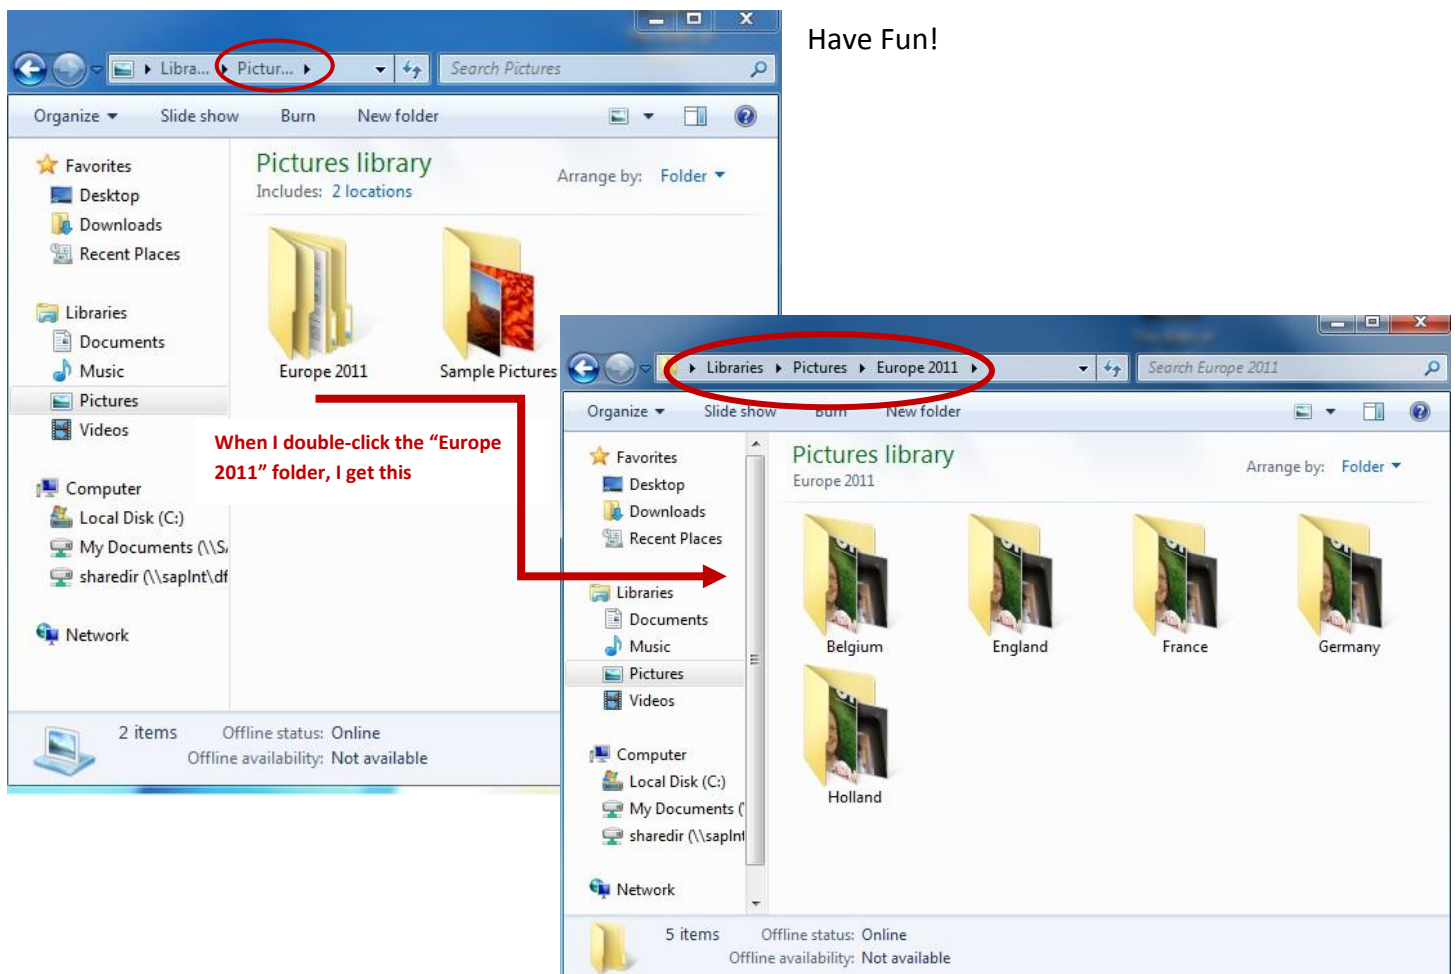 Have Fun!
Libra... Pictur...
Search Pictures
Organize Slide show Burn New folder
Favorites
Desktop
Downloads
Recent Places
Libraries
Documents
Music
Pictures
Videos
Computer
Local Disk (C:)
My Documents (\\S
sharedir (\\sapInt\df
Network
Pictures library
Includes: 2 locations
Arrange by: Folder
Europe 2011
Sample Pictures
When I double-click the “Europe
2011” folder, I get this
2 items Offline status: Online
Offline availability: Not available
Libraries Pictures Europe 2011
Search Europe 2011
Organize Slide show Burn New folder
Favorites
Desktop
Downloads
Recent Places
Libraries
Documents
Music
Pictures
Videos
Computer
Local Disk (C:)
My Documents (
sharedir (\\sapInt
Network
Pictures library
Europe 2011
Arrange by: Folder
Belgium England France Germany
Holland
5 items Offline status: Online
Offline availability: Not available